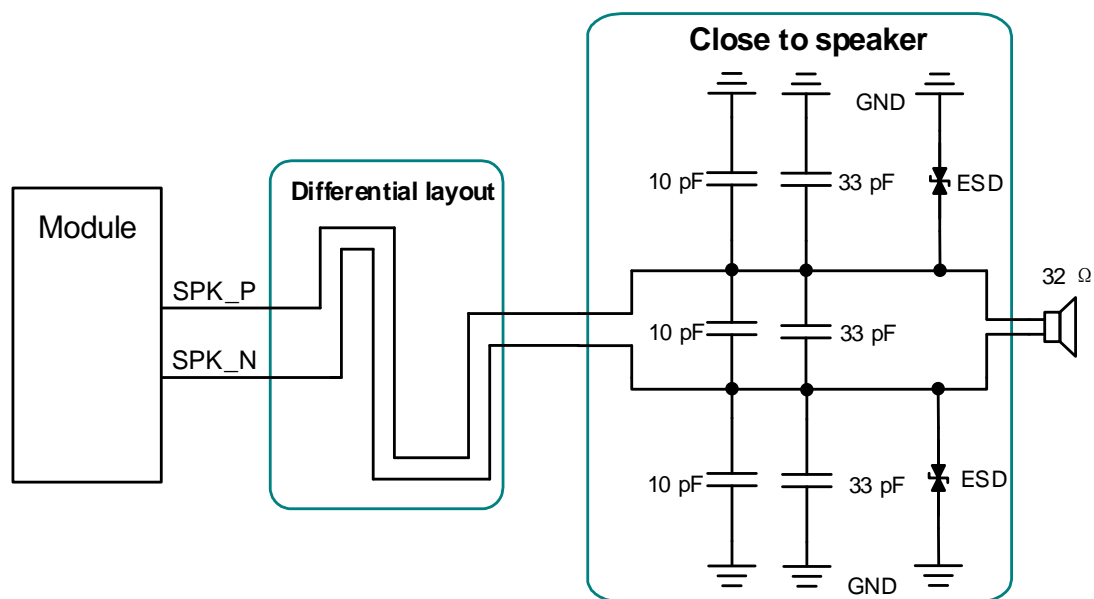 Close to speaker
GND
10 pF
33 pF
ESD
Differential layout
Module
SPK_P
32 Ω
10 pF
33 pF
SPK_N
10 pF
33 pF
ESD
GND